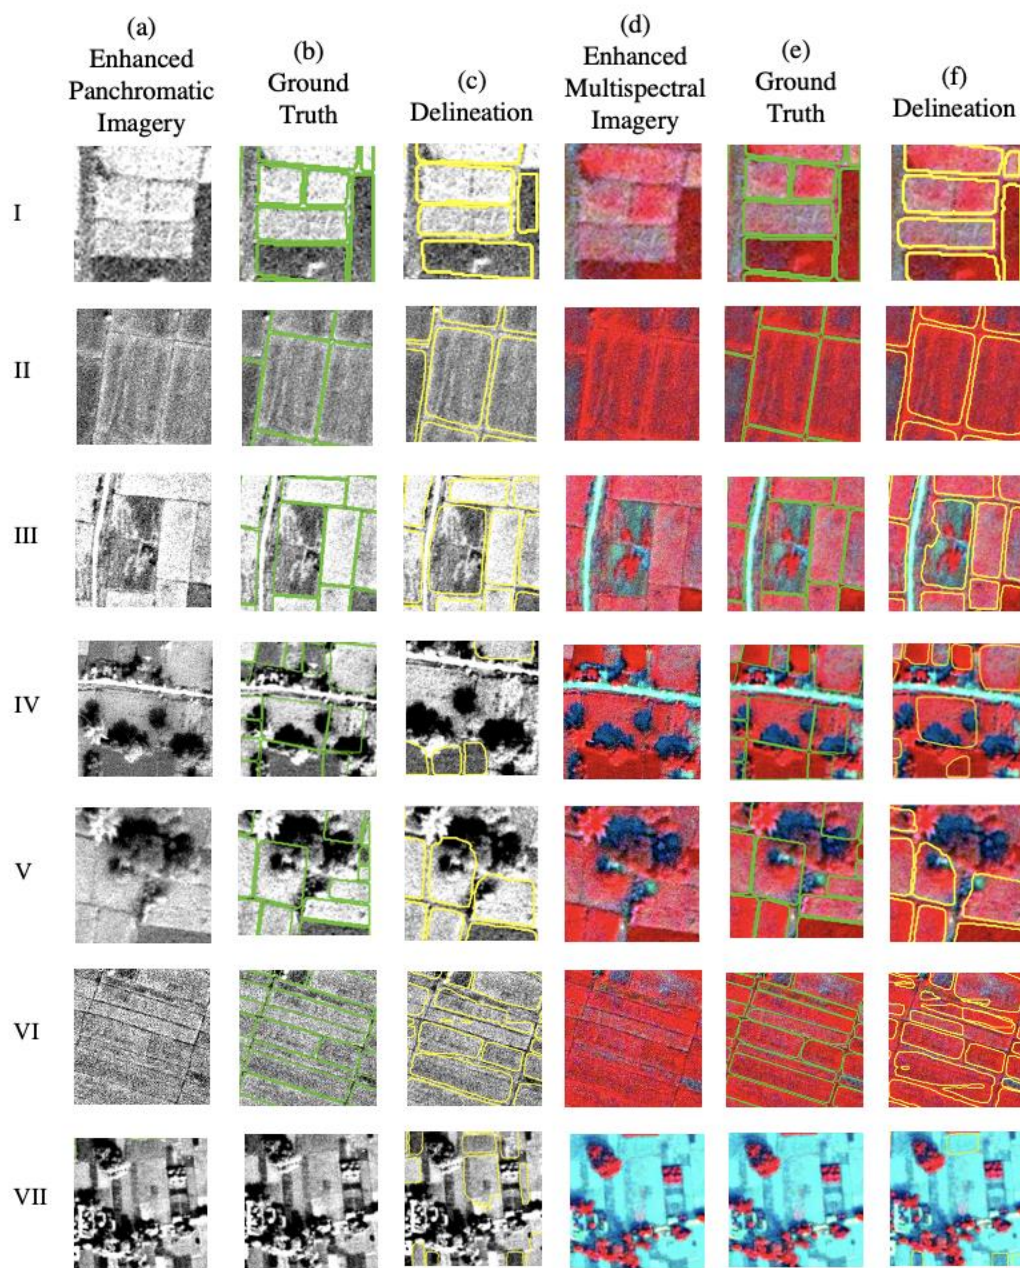 (a)
Enhanced
Panchromatic
Imagery
(b)
Ground
Truth
(c)
Delineation
(d)
Enhanced
Multispectral
Imagery
(e)
Ground
Truth
(f)
Delineation
I
II
III
IV
V
VI
VII